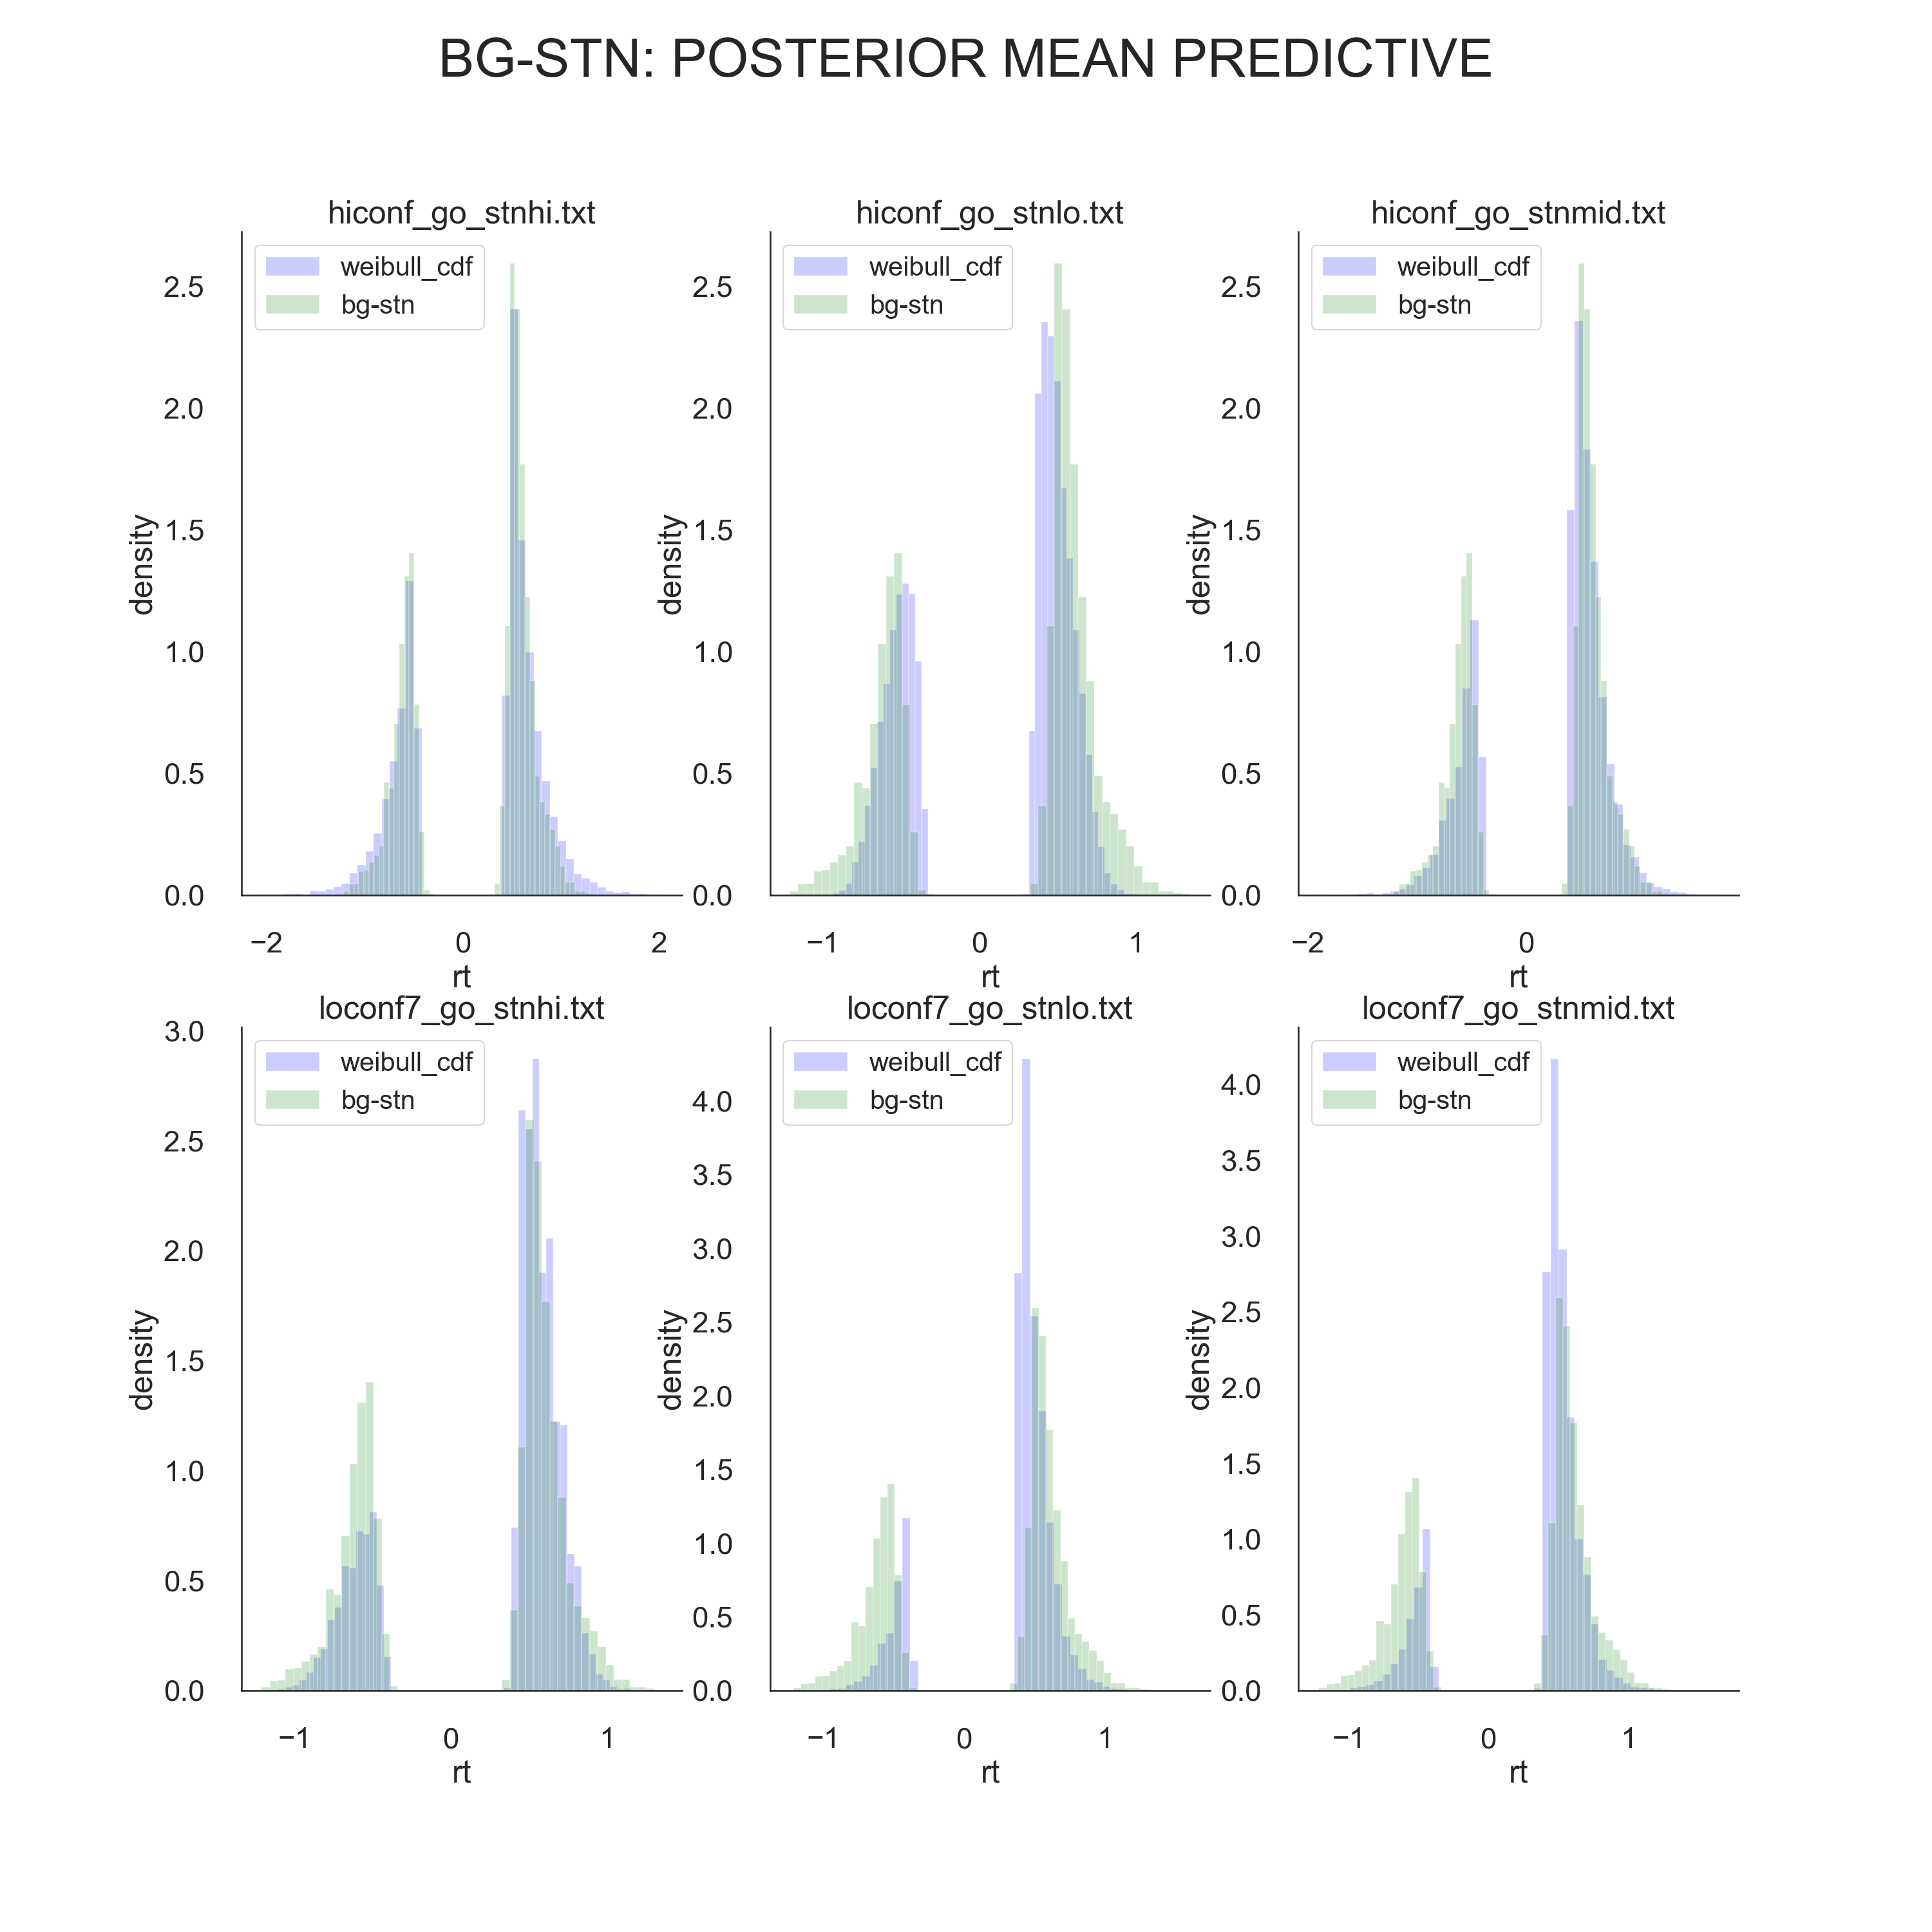 BG-STN: POSTERIOR MEAN PREDICTIVE
hiconf_go_stnhi.txt
weibull_cdf
bg-stn
2.5
2.0
1.5
1.0
0.5
0.0
density
−2 0 2
rt
hiconf_go_stnlo.txt
weibull_cdf
bg-stn
2.5
2.0
1.5
1.0
0.5
0.0
density
−1 0 1
rt
hiconf_go_stnmid.txt
weibull_cdf
bg-stn
2.5
2.0
1.5
1.0
0.5
0.0
density
−2 0
rt
loconf7_go_stnhi.txt
weibull_cdf
bg-stn
3.0
2.5
2.0
1.5
1.0
0.5
0.0
density
−1 0 1
rt
loconf7_go_stnlo.txt
weibull_cdf
bg-stn
4.0
3.5
3.0
2.5
2.0
1.5
1.0
0.5
0.0
density
−1 0 1
rt
loconf7_go_stnmid.txt
weibull_cdf
bg-stn
4.0
3.5
3.0
2.5
2.0
1.5
1.0
0.5
0.0
density
−1 0 1
rt